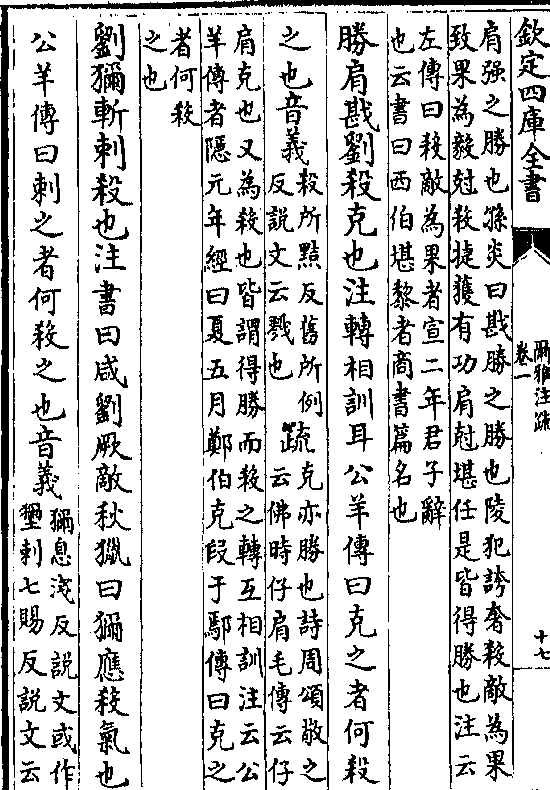 欽定四庫全書
爾雅注疏
卷一
十七
肩强之勝也孫炎曰戡勝之勝也陵犯誇奢殺敵為果
致果為毅尅殺捷獲有功肩尅堪任是皆得勝也注云
左傳曰殺敵為果者宣二年君子辭
也云書曰西伯堪黎者商書篇名也
勝肩戡劉殺克也注轉相訓耳公羊傳曰克之者何殺
之也音義
殺所黠反舊所例
反說文云戮也
疏
克亦勝也詩周頌敬之
云佛時仔肩毛傳云仔
肩克也又為殺也皆謂得勝而殺之轉互相訓注云公
羊傳者隱元年經曰夏五月鄭伯克段于鄢傳曰克之
者何殺
之也
劉獮斬刺殺也注書曰咸劉厥敵秋獵曰獮應殺氣也
公羊傳曰刺之者何殺之也音義
獮息淺反說文或作
壐刺七賜反說文云